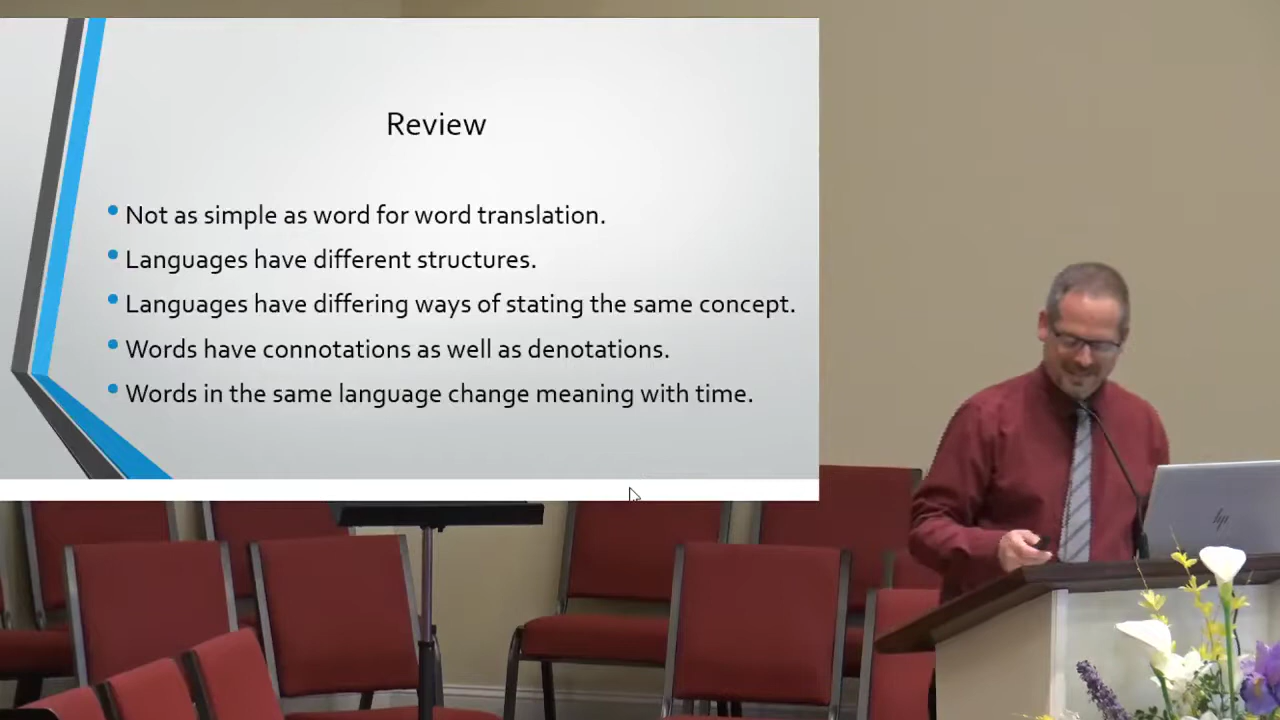 Review
Not as simple as word for word translation.
Languages have different structures.
Languages have differing ways of stating the same concept.
Words have connotations as well as denotations.
Words in the same language change meaning with time.
hp